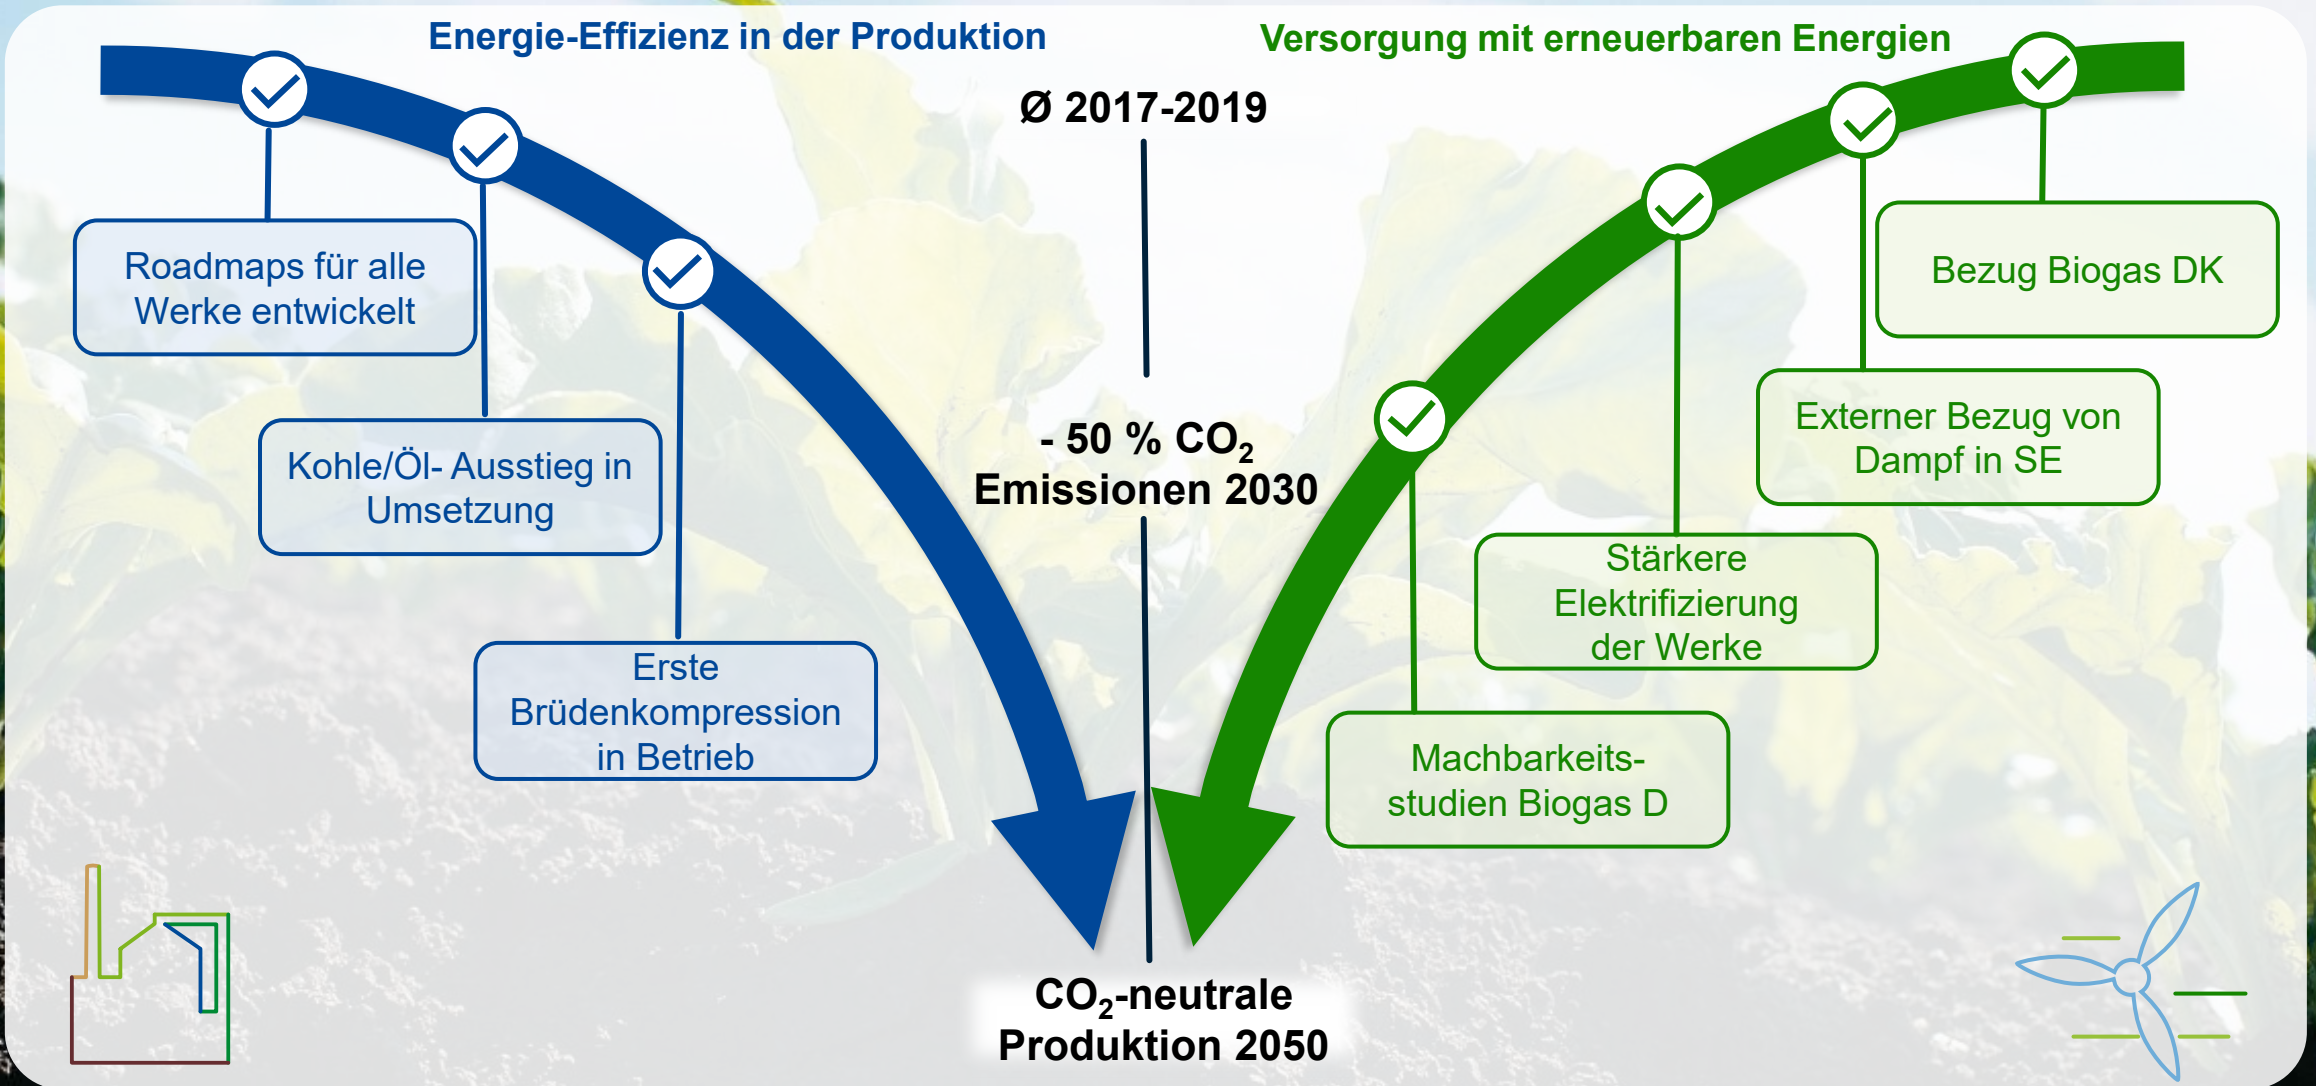 Energie-Effizienz in der Produktion
Versorgung mit erneuerbaren Energien
Ø 2017-2019
Roadmaps für alle
Werke entwickelt
Kohle/Öl- Ausstieg in
Umsetzung
Erste
Brüdenkompression
in Betrieb
- 50 % CO₂
Emissionen 2030
Bezug Biogas DK
Externer Bezug von
Dampf in SE
Stärkere
Elektrifizierung
der Werke
Machbarkeits-
studien Biogas D
CO₂-neutrale
Produktion 2050